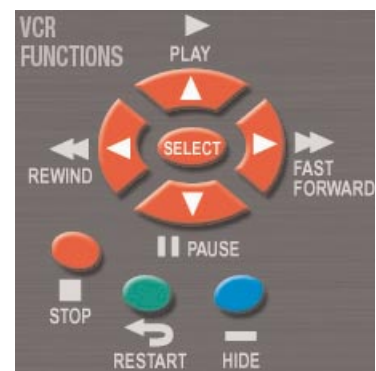 VCR
FUNCTIONS
PLAY
SELECT
REWIND
FAST
FORWARD
PAUSE
STOP
RESTART
HIDE